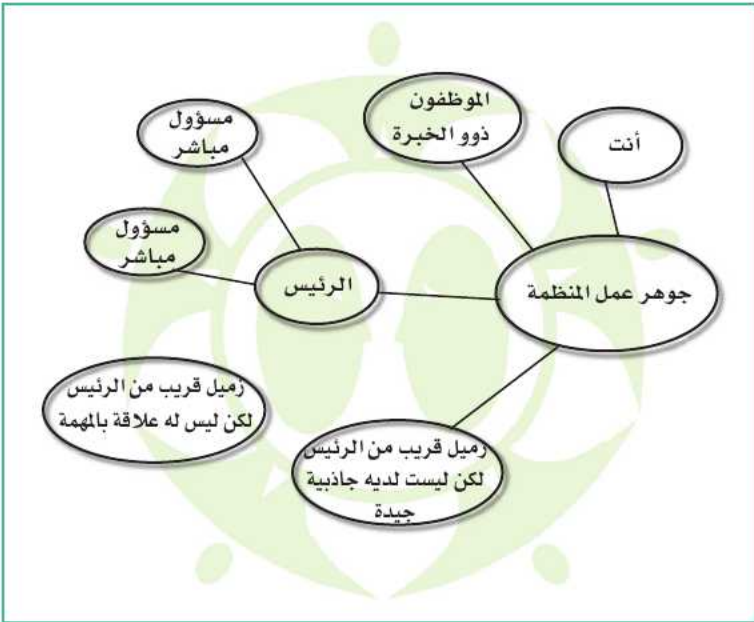 أنت
الموظفون
ذوو الخبرة
مسؤول
مباشر
مسؤول
مباشر
الرئيس
جوهر عمل المنظمة
زميل قريب من الرئيس
لكن ليس له علاقة بالمهمة
زميل قريب من الرئيس
لكن ليست لديه جاذبية
جيدة